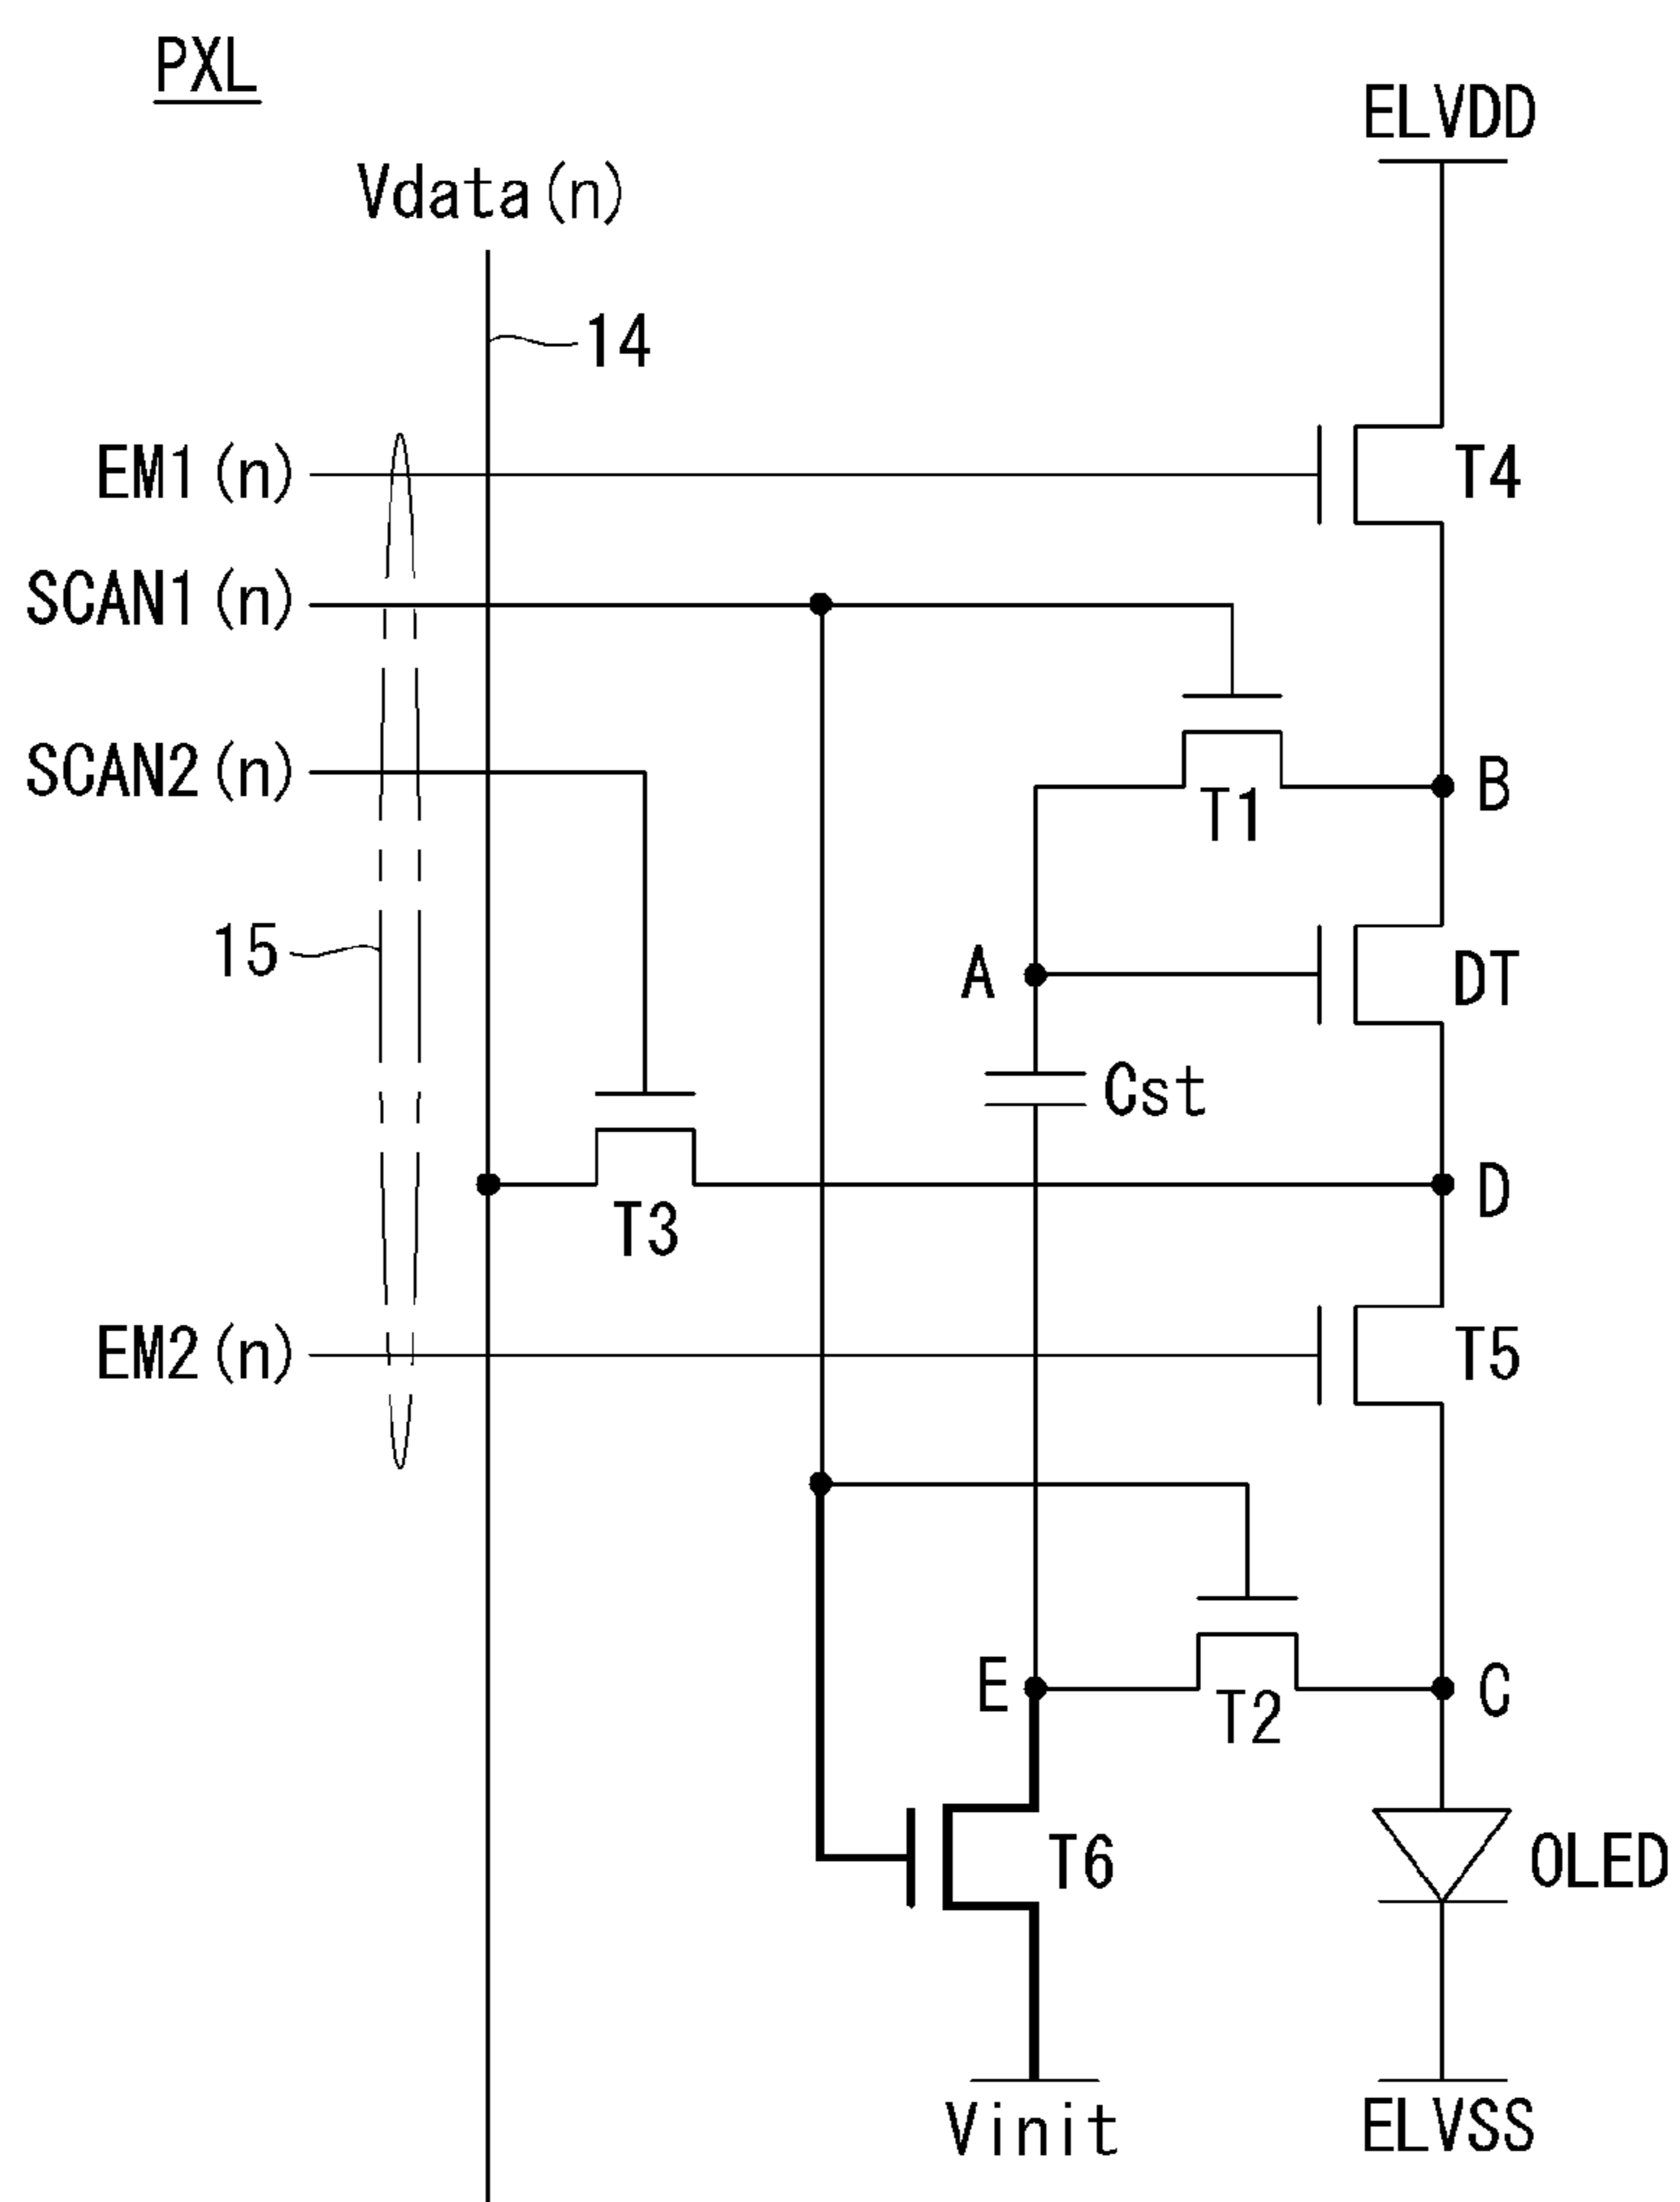 PXL
ELVDD
Vdata(n)
14
EM1(n)
T4
SCAN1(n)
SCAN2(n)
B
T1
15
A
DT
Cst
D
T3
EM2(n)
T5
E
C
T2
T6
OLED
Vinit
ELVSS